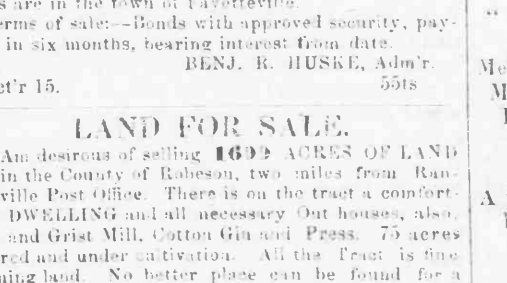 s are in the town of Fayetteville.
erms of sale:--Bonds with approved security, pay-
in six months, bearing interest from date.
BENJ. R. HUSKE, Adm'r.
et'r 15. 55ts
LAND FOR SALE.
Am desirous of selling 1699 ACRES OF LAND
in the County of Robeson, two miles from Ran-
ville Post Office. There is on the tract a comfort-
DWELLING and all necessary Out houses, also,
and Grist Mill, Cotton Gin and Press. 75 acres
red and under cultivation. All the Tract is fine
ming land. No better place can be found for a
Me
M
A